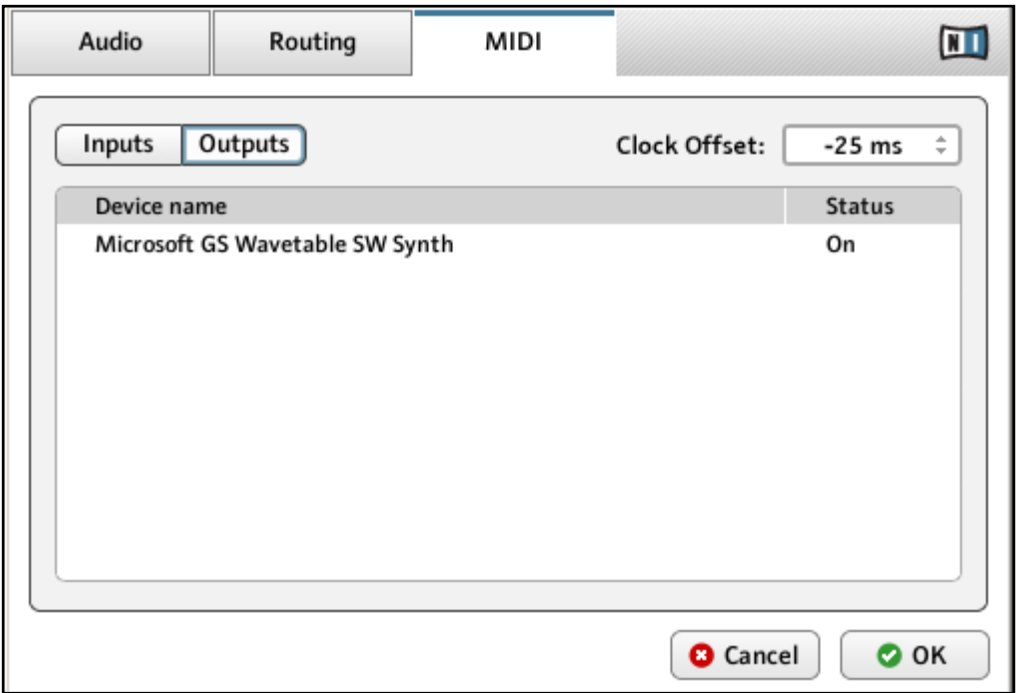 Audio Routing MIDI NI
Inputs Outputs Clock Offset: -25 ms
Device name Status
Microsoft GS Wavetable SW Synth On
Cancel OK